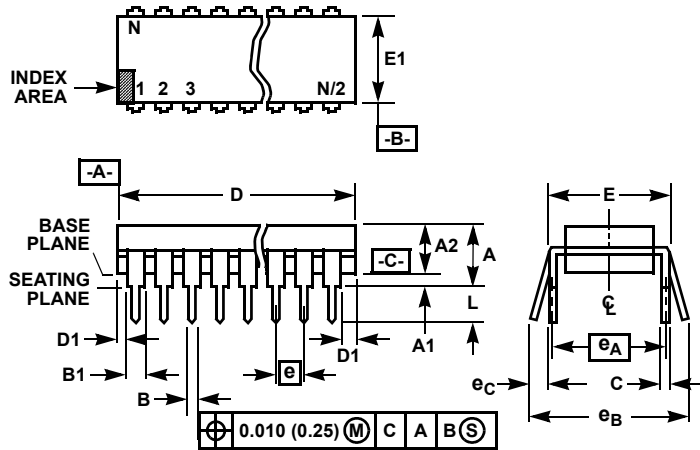 N
INDEX
AREA
1 2 3 N/2
E1
-B-
-A-
D
E
BASE
PLANE
SEATING
PLANE
-C-
A2
A
L
A1
D1
D1
B1
B
e
℄
eA
eC
C
eB
⌖ 0.010 (0.25) Ⓜ C A B Ⓢ